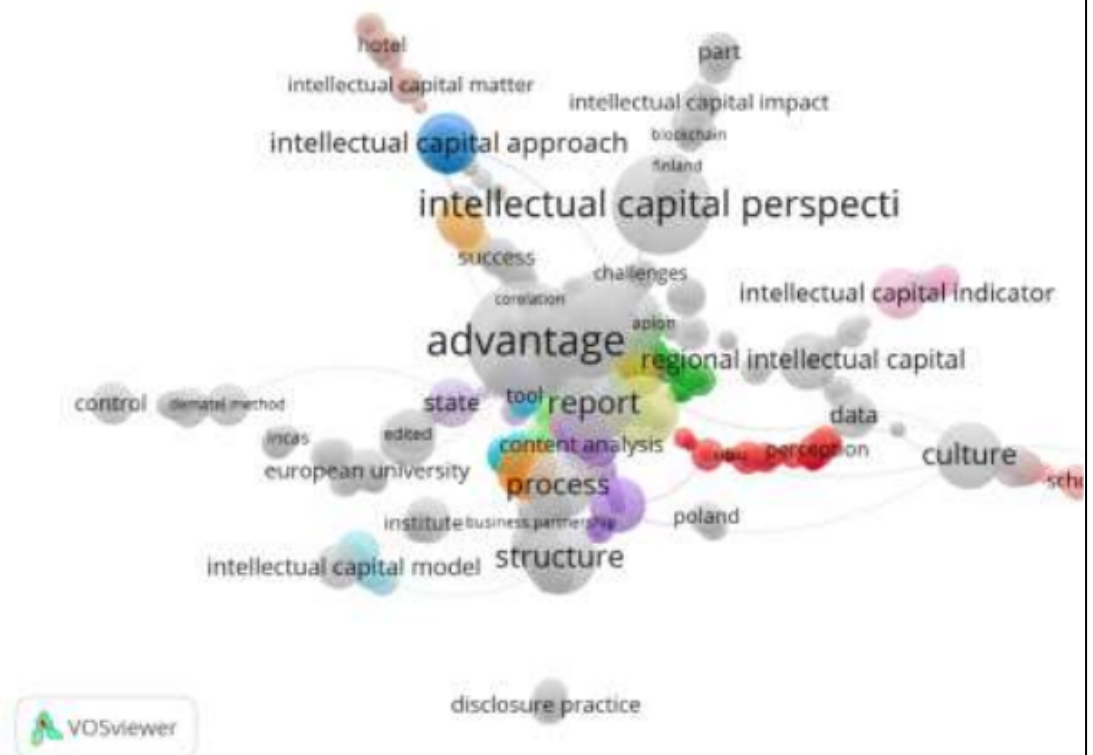 hotel
part
intellectual capital matter
intellectual capital impact
blockchain
intellectual capital approach
finland
intellectual capital perspecti
success
challenges
corelation
intellectual capital indicator
apion
advantage
regional intellectual capital
control
dematel method
state
tool
report
data
incas
edited
content analysis
perception
culture
european university
process
institute
business partnership
poland
structure
intellectual capital model
disclosure practice
VOSviewer